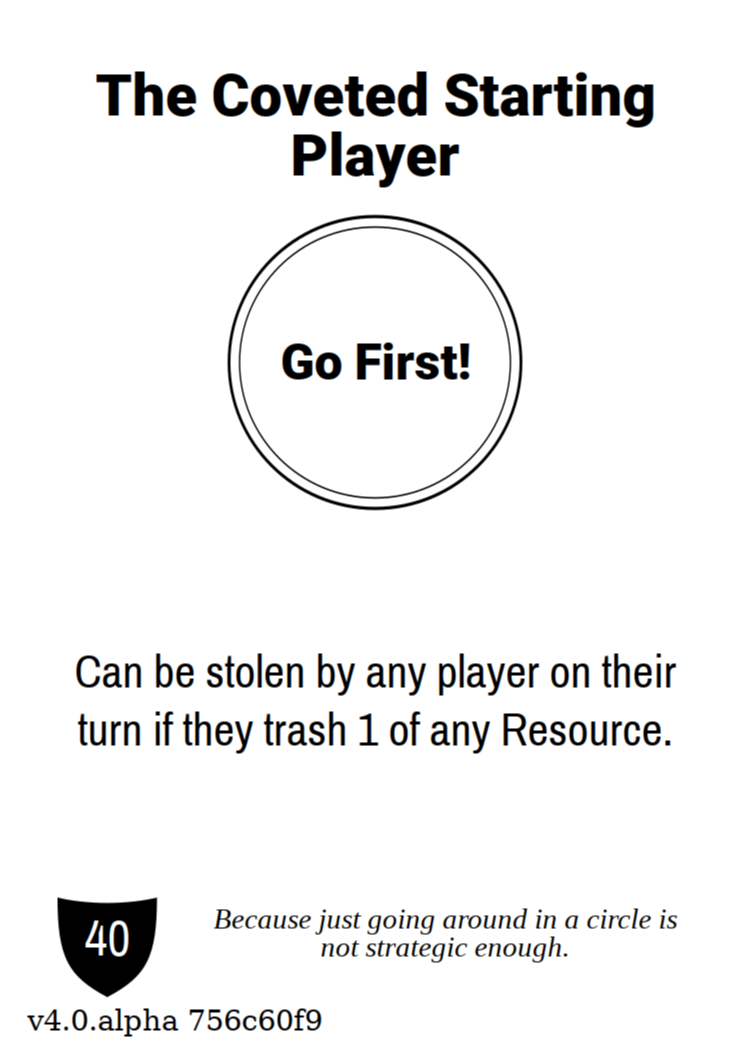 The Coveted Starting
Player
Go First!
Can be stolen by any player on their
turn if they trash 1 of any Resource.
40
Because just going around in a circle is
not strategic enough.
v4.0.alpha 756c60f9